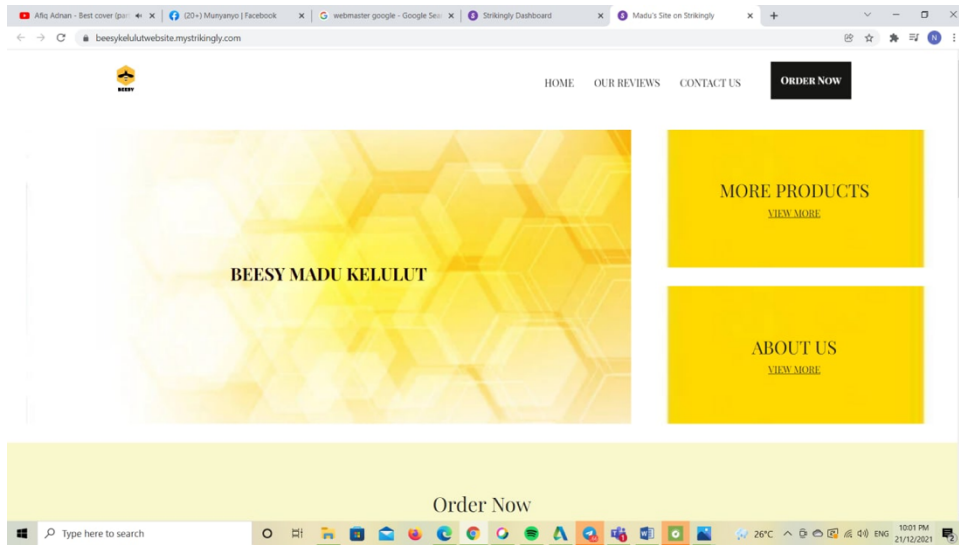 Afiq Adnan - Best cover (pan
(20+) Munyanyo | Facebook
webmaster google - Google Sea
Strikingly Dashboard
Madu's Site on Strikingly
beesykelulutwebsite.mystrikingly.com
N
BEESY
HOME
OUR REVIEWS
CONTACT US
ORDER NOW
BEESY MADU KELULUT
MORE PRODUCTS
VIEW MORE
ABOUT US
VIEW MORE
Order Now
Type here to search
26°C
ENG
10:01 PM
21/12/2021
2